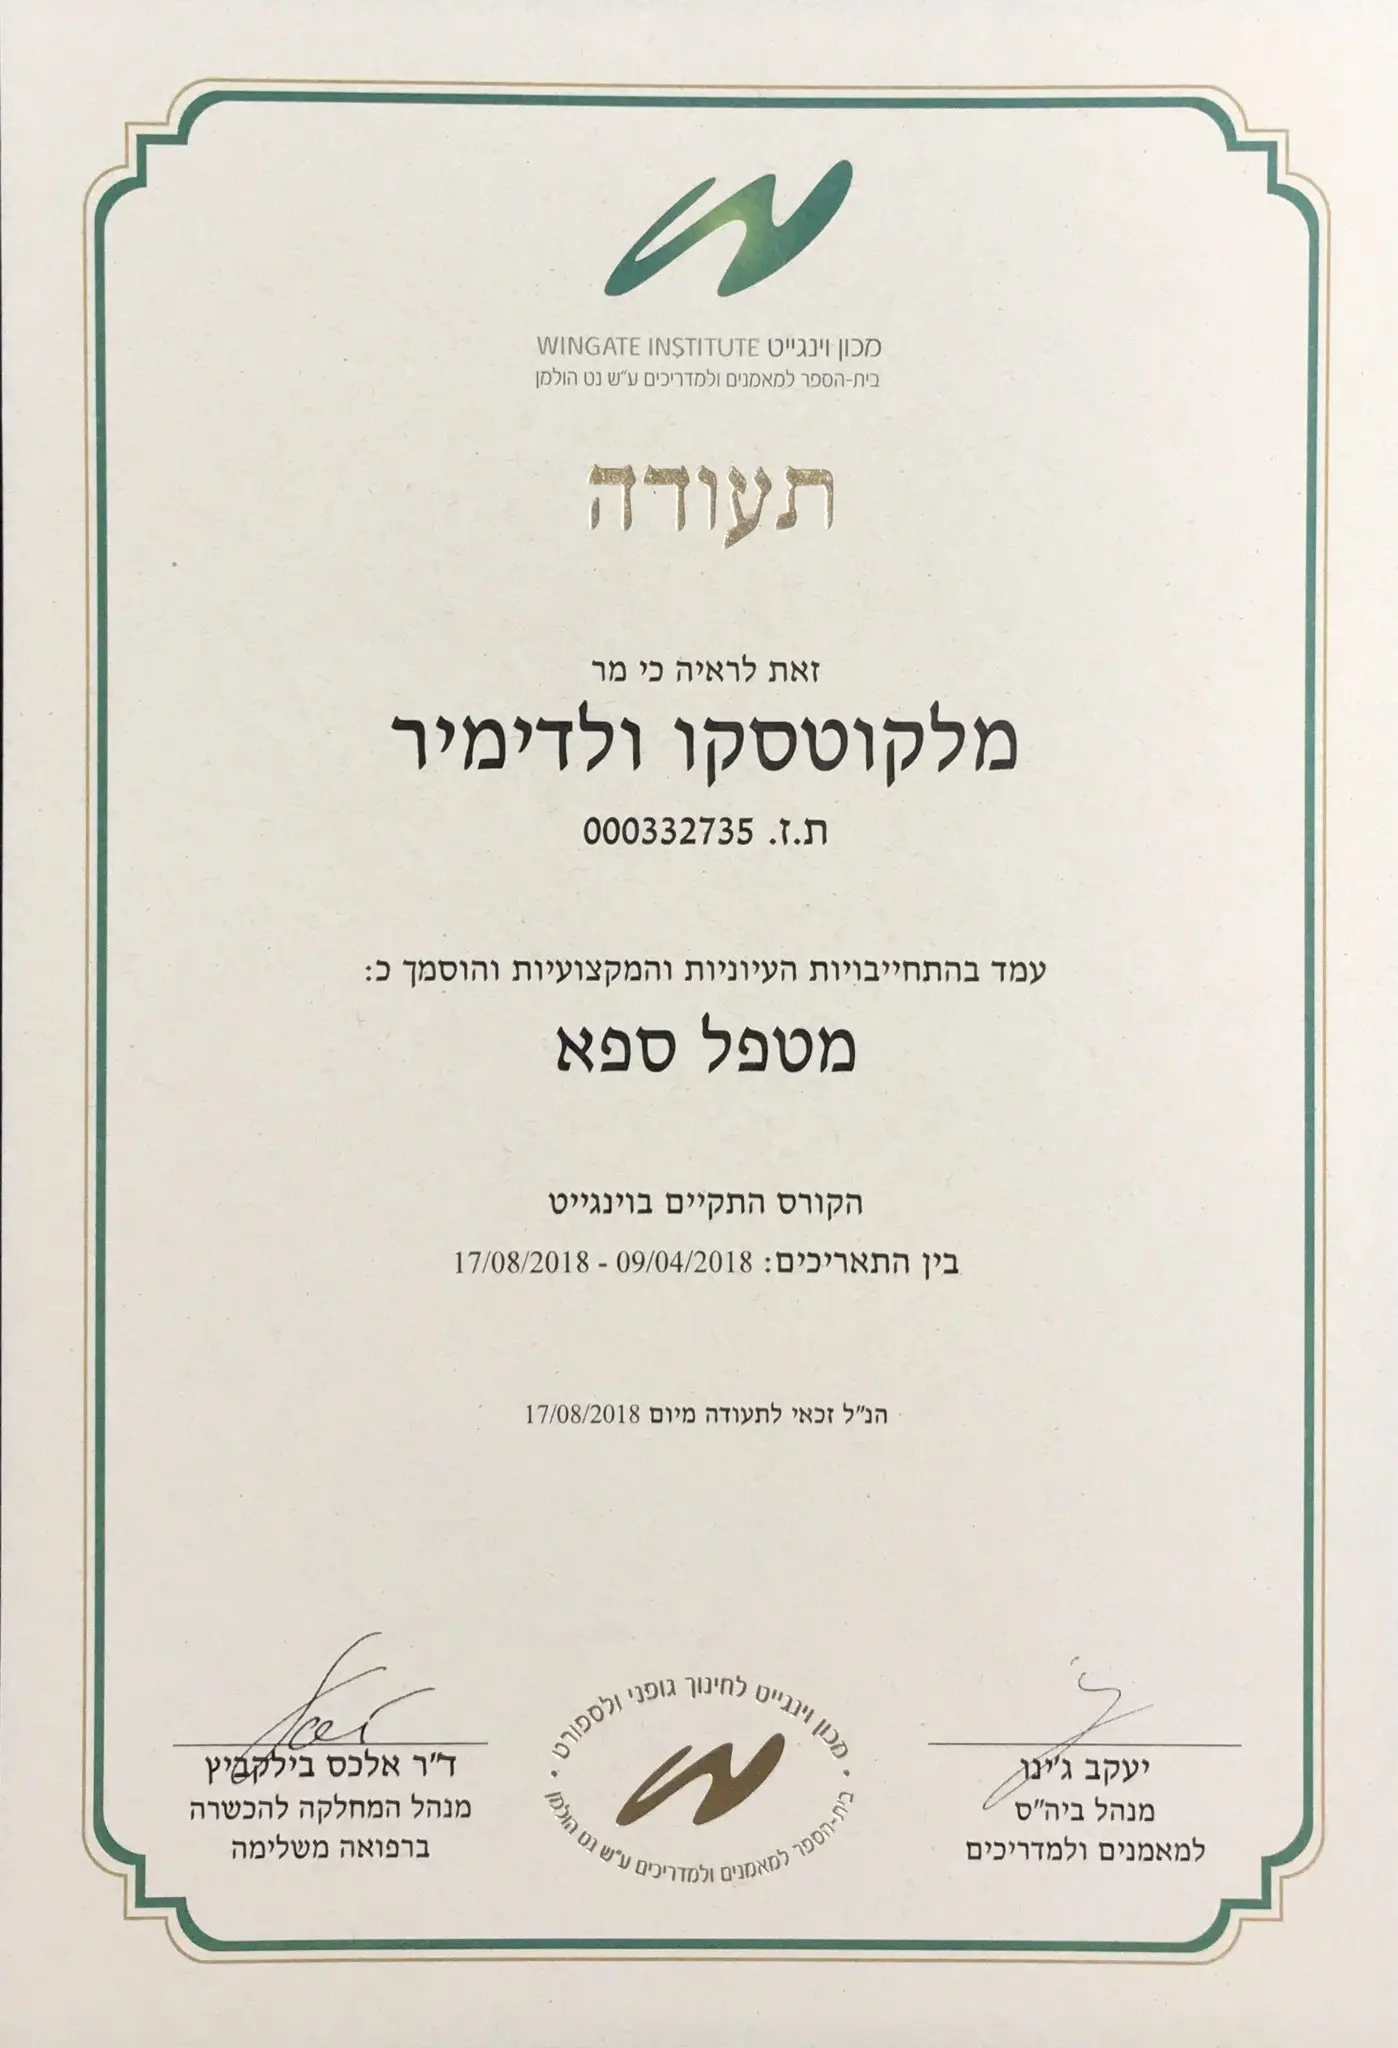 מכון וינגייט WINGATE INSTITUTE
בית-הספר למאמנים ולמדריכים ע״ש נט הולמן
תעודה
זאת לראיה כי מר
מלקוטסקו ולדימיר
ת.ז. 000332735
עמד בהתחייבויות העיוניות והמקצועיות והוסמך כ:
מטפל ספא
הקורס התקיים בוינגייט
בין התאריכים: 09/04/2018 - 17/08/2018
הנ״ל זכאי לתעודה מיום 17/08/2018
יעקב ג'ינו
מנהל ביה״ס
למאמנים ולמדריכים
מכון וינגייט לחינוך גופני ולספורט
בית-הספר למאמנים ולמדריכים ע״ש נט הולמן
ד״ר אלכס בילקביץ
מנהל המחלקה להכשרה
ברפואה משלימה